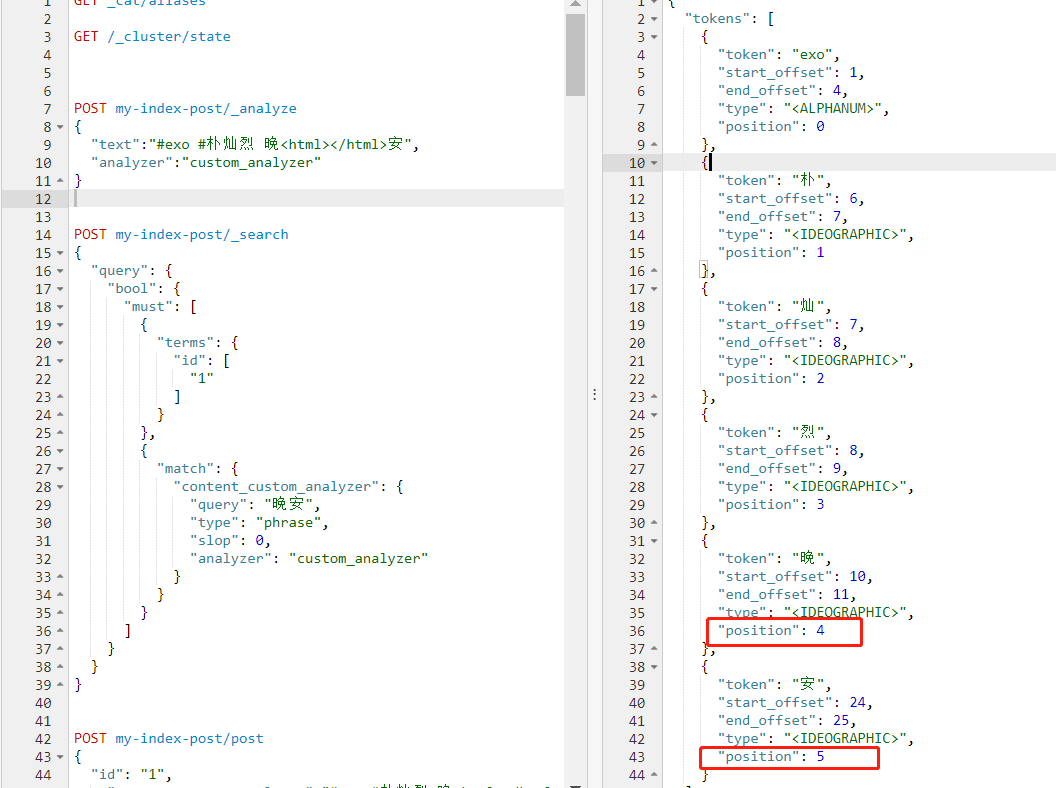 1 GET _cat/aliases
2
3 GET /_cluster/state
4
5
6
7 POST my-index-post/_analyze
8 {
9 "text":"#exo #朴灿烈 晚<html></html>安",
10 "analyzer":"custom_analyzer"
11 }
12
13
14 POST my-index-post/_search
15 {
16 "query": {
17 "bool": {
18 "must": [
19 {
20 "terms": {
21 "id": [
22 "1"
23 ]
24 }
25 },
26 {
27 "match": {
28 "content_custom_analyzer": {
29 "query": "晚安",
30 "type": "phrase",
31 "slop": 0,
32 "analyzer": "custom_analyzer"
33 }
34 }
35 }
36 ]
37 }
38 }
39 }
40
41
42 POST my-index-post/post
43 {
44 "id": "1",
1 {
2 "tokens": [
3 {
4 "token": "exo",
5 "start_offset": 1,
6 "end_offset": 4,
7 "type": "<ALPHANUM>",
8 "position": 0
9 },
10 {
11 "token": "朴",
12 "start_offset": 6,
13 "end_offset": 7,
14 "type": "<IDEOGRAPHIC>",
15 "position": 1
16 },
17 {
18 "token": "灿",
19 "start_offset": 7,
20 "end_offset": 8,
21 "type": "<IDEOGRAPHIC>",
22 "position": 2
23 },
24 {
25 "token": "烈",
26 "start_offset": 8,
27 "end_offset": 9,
28 "type": "<IDEOGRAPHIC>",
29 "position": 3
30 },
31 {
32 "token": "晚",
33 "start_offset": 10,
34 "end_offset": 11,
35 "type": "<IDEOGRAPHIC>",
36 "position": 4
37 },
38 {
39 "token": "安",
40 "start_offset": 24,
41 "end_offset": 25,
42 "type": "<IDEOGRAPHIC>",
43 "position": 5
44 }